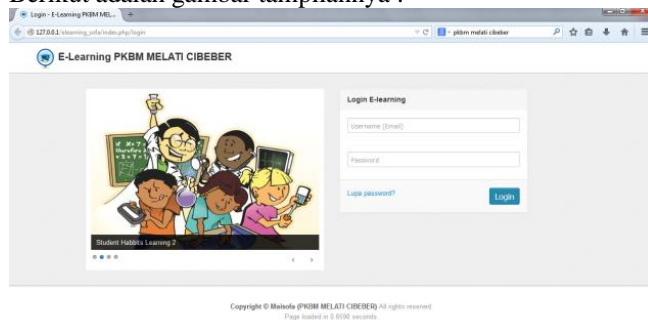 Berikut adalah gambar tampilannya :
Login - E-Learning PKBM MEL...
127.0.0.1/elearning_sofa/index.php/login
pkbm melati cibeber
E-Learning PKBM MELATI CIBEBER
Login E-learning
Username (Email)
Password
Lupa password?
Login
Student Habbits Learning 2
Copyright © Maisofa (PKBM MELATI CIBEBER) All rights reserved
Page loaded in 0.6590 seconds.